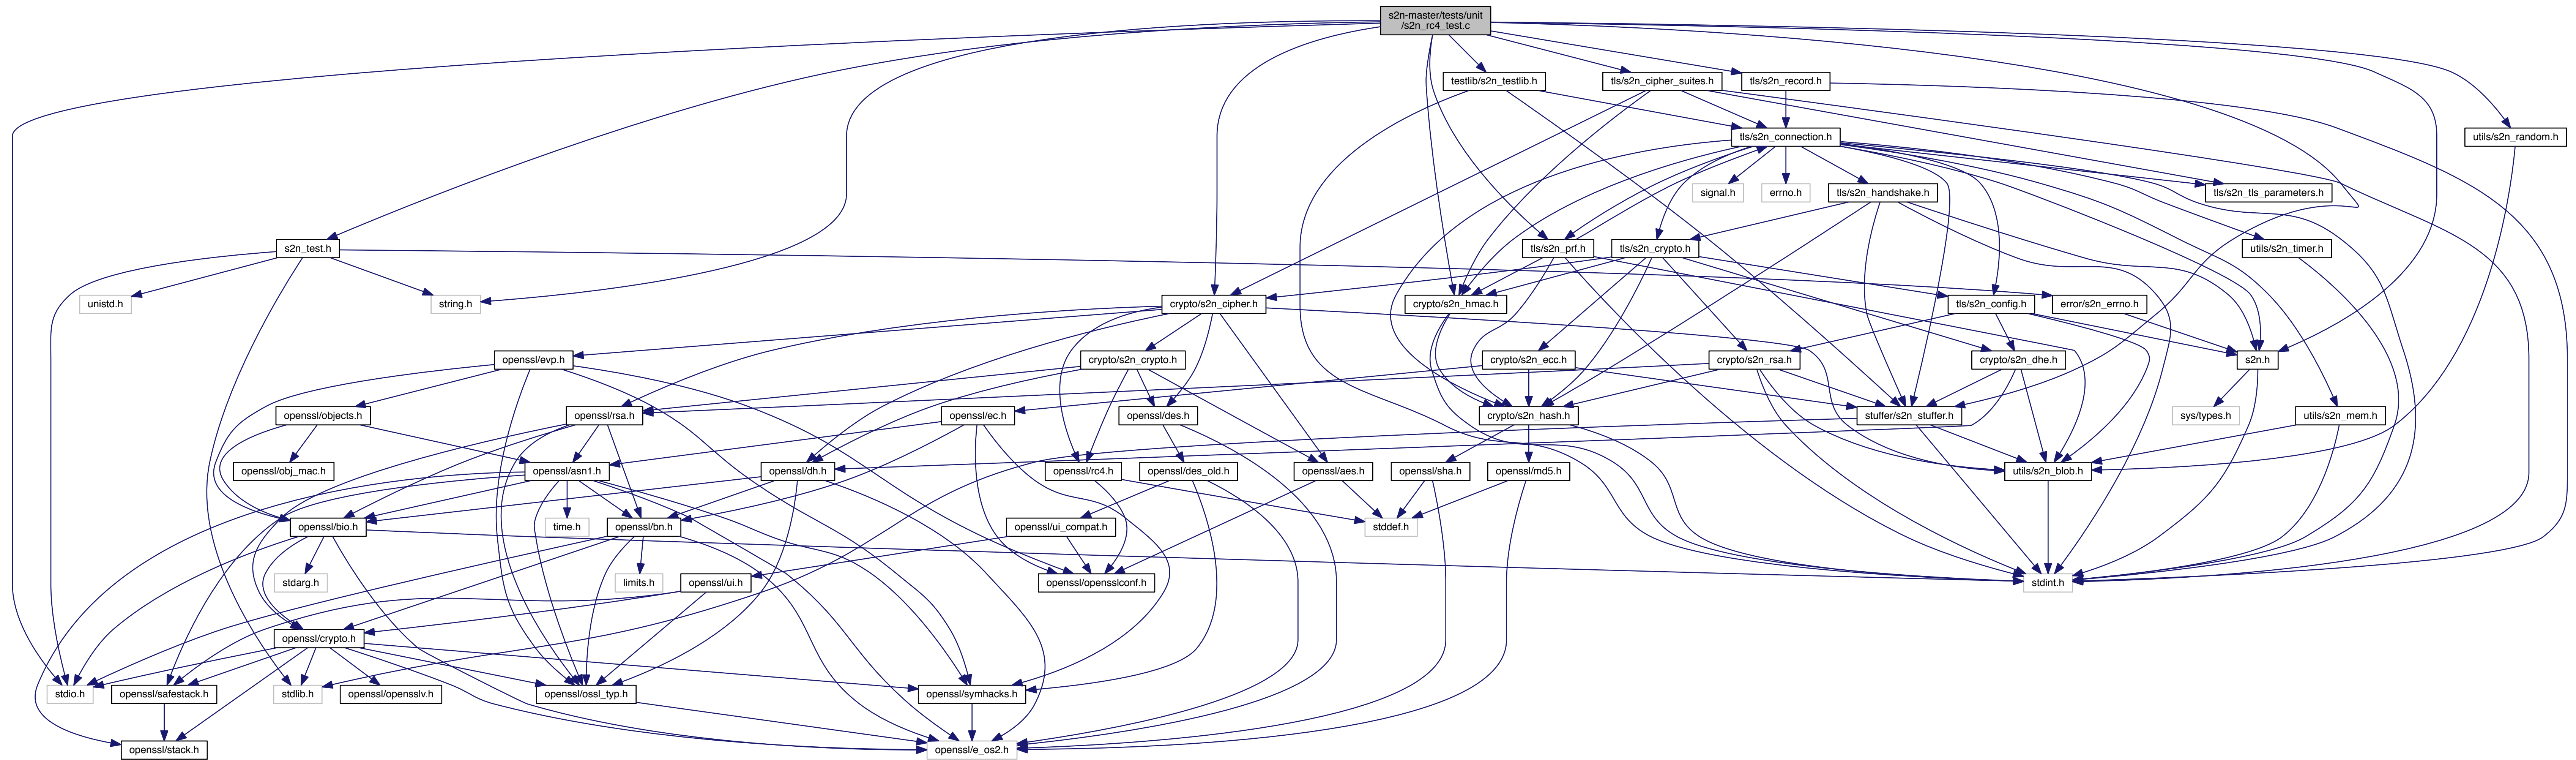 s2n-master/tests/unit
/s2n_rc4_test.c
testlib/s2n_testlib.h
tls/s2n_cipher_suites.h
tls/s2n_record.h
tls/s2n_connection.h
utils/s2n_random.h
signal.h
errno.h
tls/s2n_handshake.h
tls/s2n_tls_parameters.h
s2n_test.h
tls/s2n_prf.h
tls/s2n_crypto.h
utils/s2n_timer.h
unistd.h
string.h
crypto/s2n_cipher.h
crypto/s2n_hmac.h
tls/s2n_config.h
error/s2n_errno.h
openssl/evp.h
crypto/s2n_crypto.h
crypto/s2n_ecc.h
crypto/s2n_rsa.h
crypto/s2n_dhe.h
s2n.h
openssl/objects.h
openssl/rsa.h
openssl/ec.h
openssl/des.h
crypto/s2n_hash.h
stuffer/s2n_stuffer.h
sys/types.h
utils/s2n_mem.h
openssl/obj_mac.h
openssl/asn1.h
openssl/dh.h
openssl/rc4.h
openssl/des_old.h
openssl/aes.h
openssl/sha.h
openssl/md5.h
utils/s2n_blob.h
openssl/bio.h
time.h
openssl/bn.h
openssl/ui_compat.h
stddef.h
stdarg.h
limits.h
openssl/ui.h
openssl/opensslconf.h
stdint.h
openssl/crypto.h
stdio.h
openssl/safestack.h
stdlib.h
openssl/opensslv.h
openssl/ossl_typ.h
openssl/symhacks.h
openssl/stack.h
openssl/e_os2.h